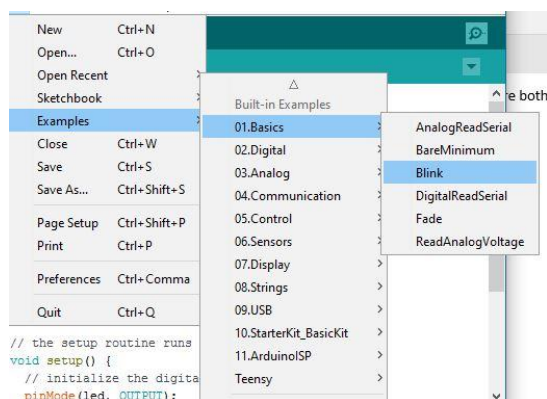 New Ctrl+N
Open... Ctrl+O
Open Recent
Sketchbook
Examples
Close Ctrl+W
Save Ctrl+S
Save As... Ctrl+Shift+S
Page Setup Ctrl+Shift+P
Print Ctrl+P
Preferences Ctrl+Comma
Quit Ctrl+Q
Built-in Examples
01.Basics
02.Digital
03.Analog
04.Communication
05.Control
06.Sensors
07.Display
08.Strings
09.USB
10.StarterKit_BasicKit
11.ArduinoISP
Teensy
AnalogReadSerial
BareMinimum
Blink
DigitalReadSerial
Fade
ReadAnalogVoltage
both
// the setup routine runs
void setup() {
// initialize the digita
pinMode(led, OUTPUT);